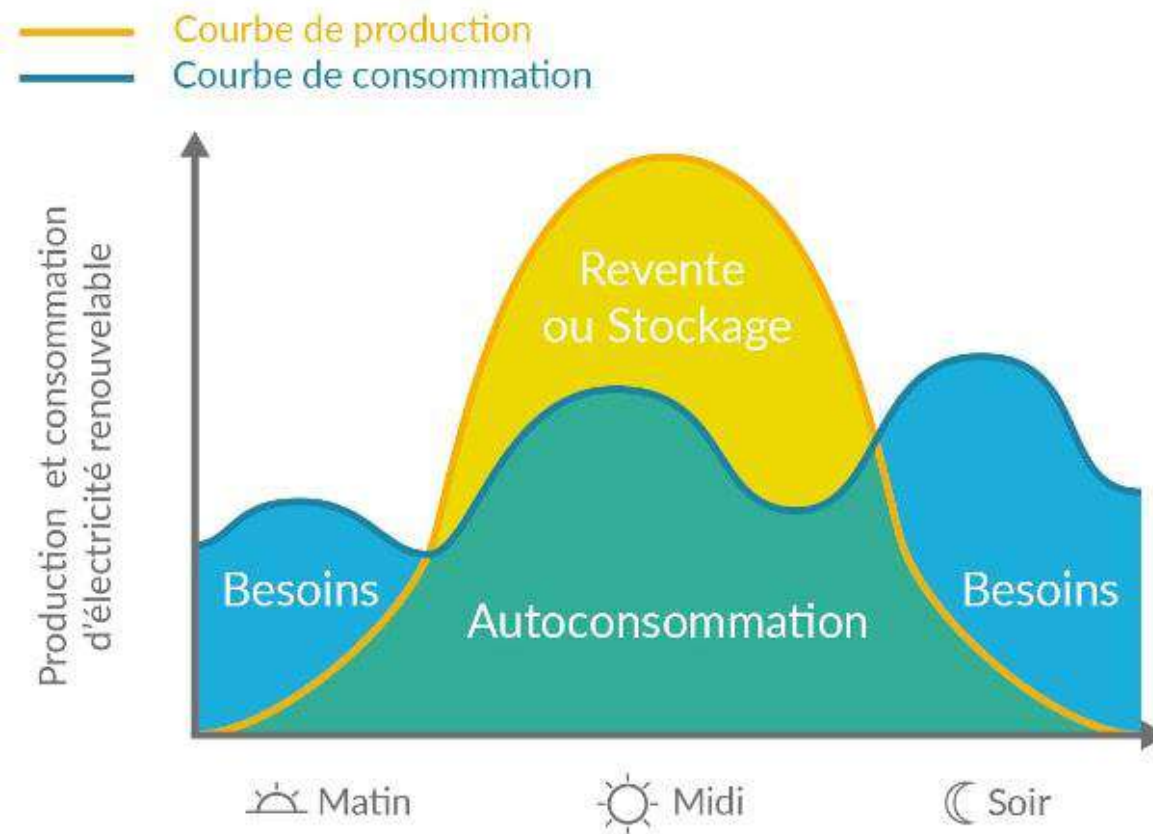 Courbe de production
Courbe de consommation
Production et consommation
d'électricité renouvelable
Revente
ou Stockage
Besoins
Autoconsommation
Besoins
Matin
Midi
Soir